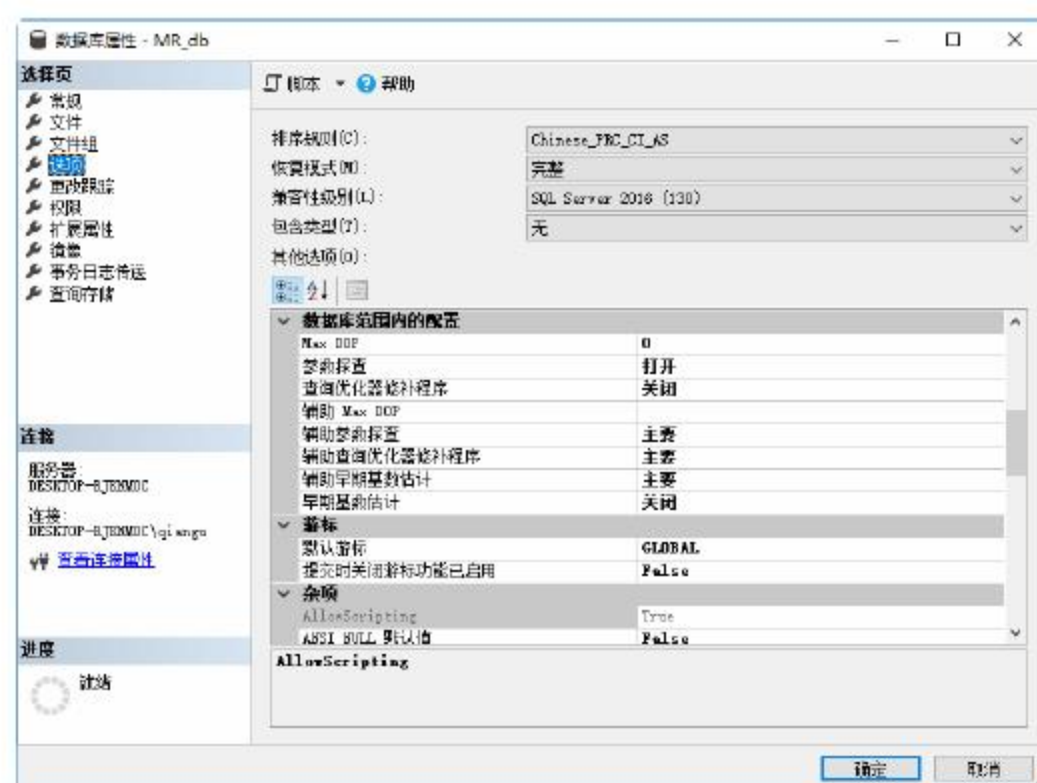 数据库属性 - MR_db
选择页
常规
文件
文件组
选项
更改跟踪
权限
扩展属性
镜像
事务日志传送
查询存储
脚本 帮助
排序规则(C): Chinese_PRC_CI_AS
恢复模式(M): 完整
兼容性级别(L): SQL Server 2016 (130)
包含类型(T): 无
其他选项(O):
数据库范围内的配置
Max DOP 0
参数探查 打开
查询优化器修补程序 关闭
辅助 Max DOP
辅助参数探查 主要
辅助查询优化器修补程序 主要
辅助早期基数估计 主要
早期基数估计 关闭
游标
默认游标 GLOBAL
提交时关闭游标功能已启用 False
杂项
AllowScripting True
ANSI NULL 默认值 False
AllowScripting
连接
服务器:
连接:
查看连接属性
进度
就绪
确定 取消